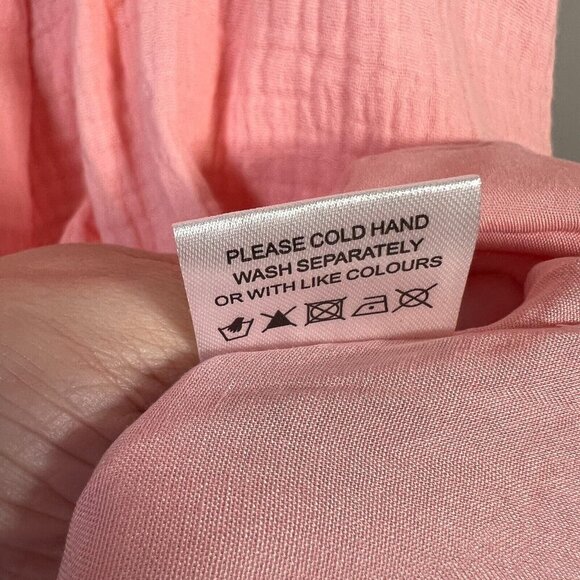 PLEASE COLD HAND
WASH SEPARATELY
OR WITH LIKE COLOURS